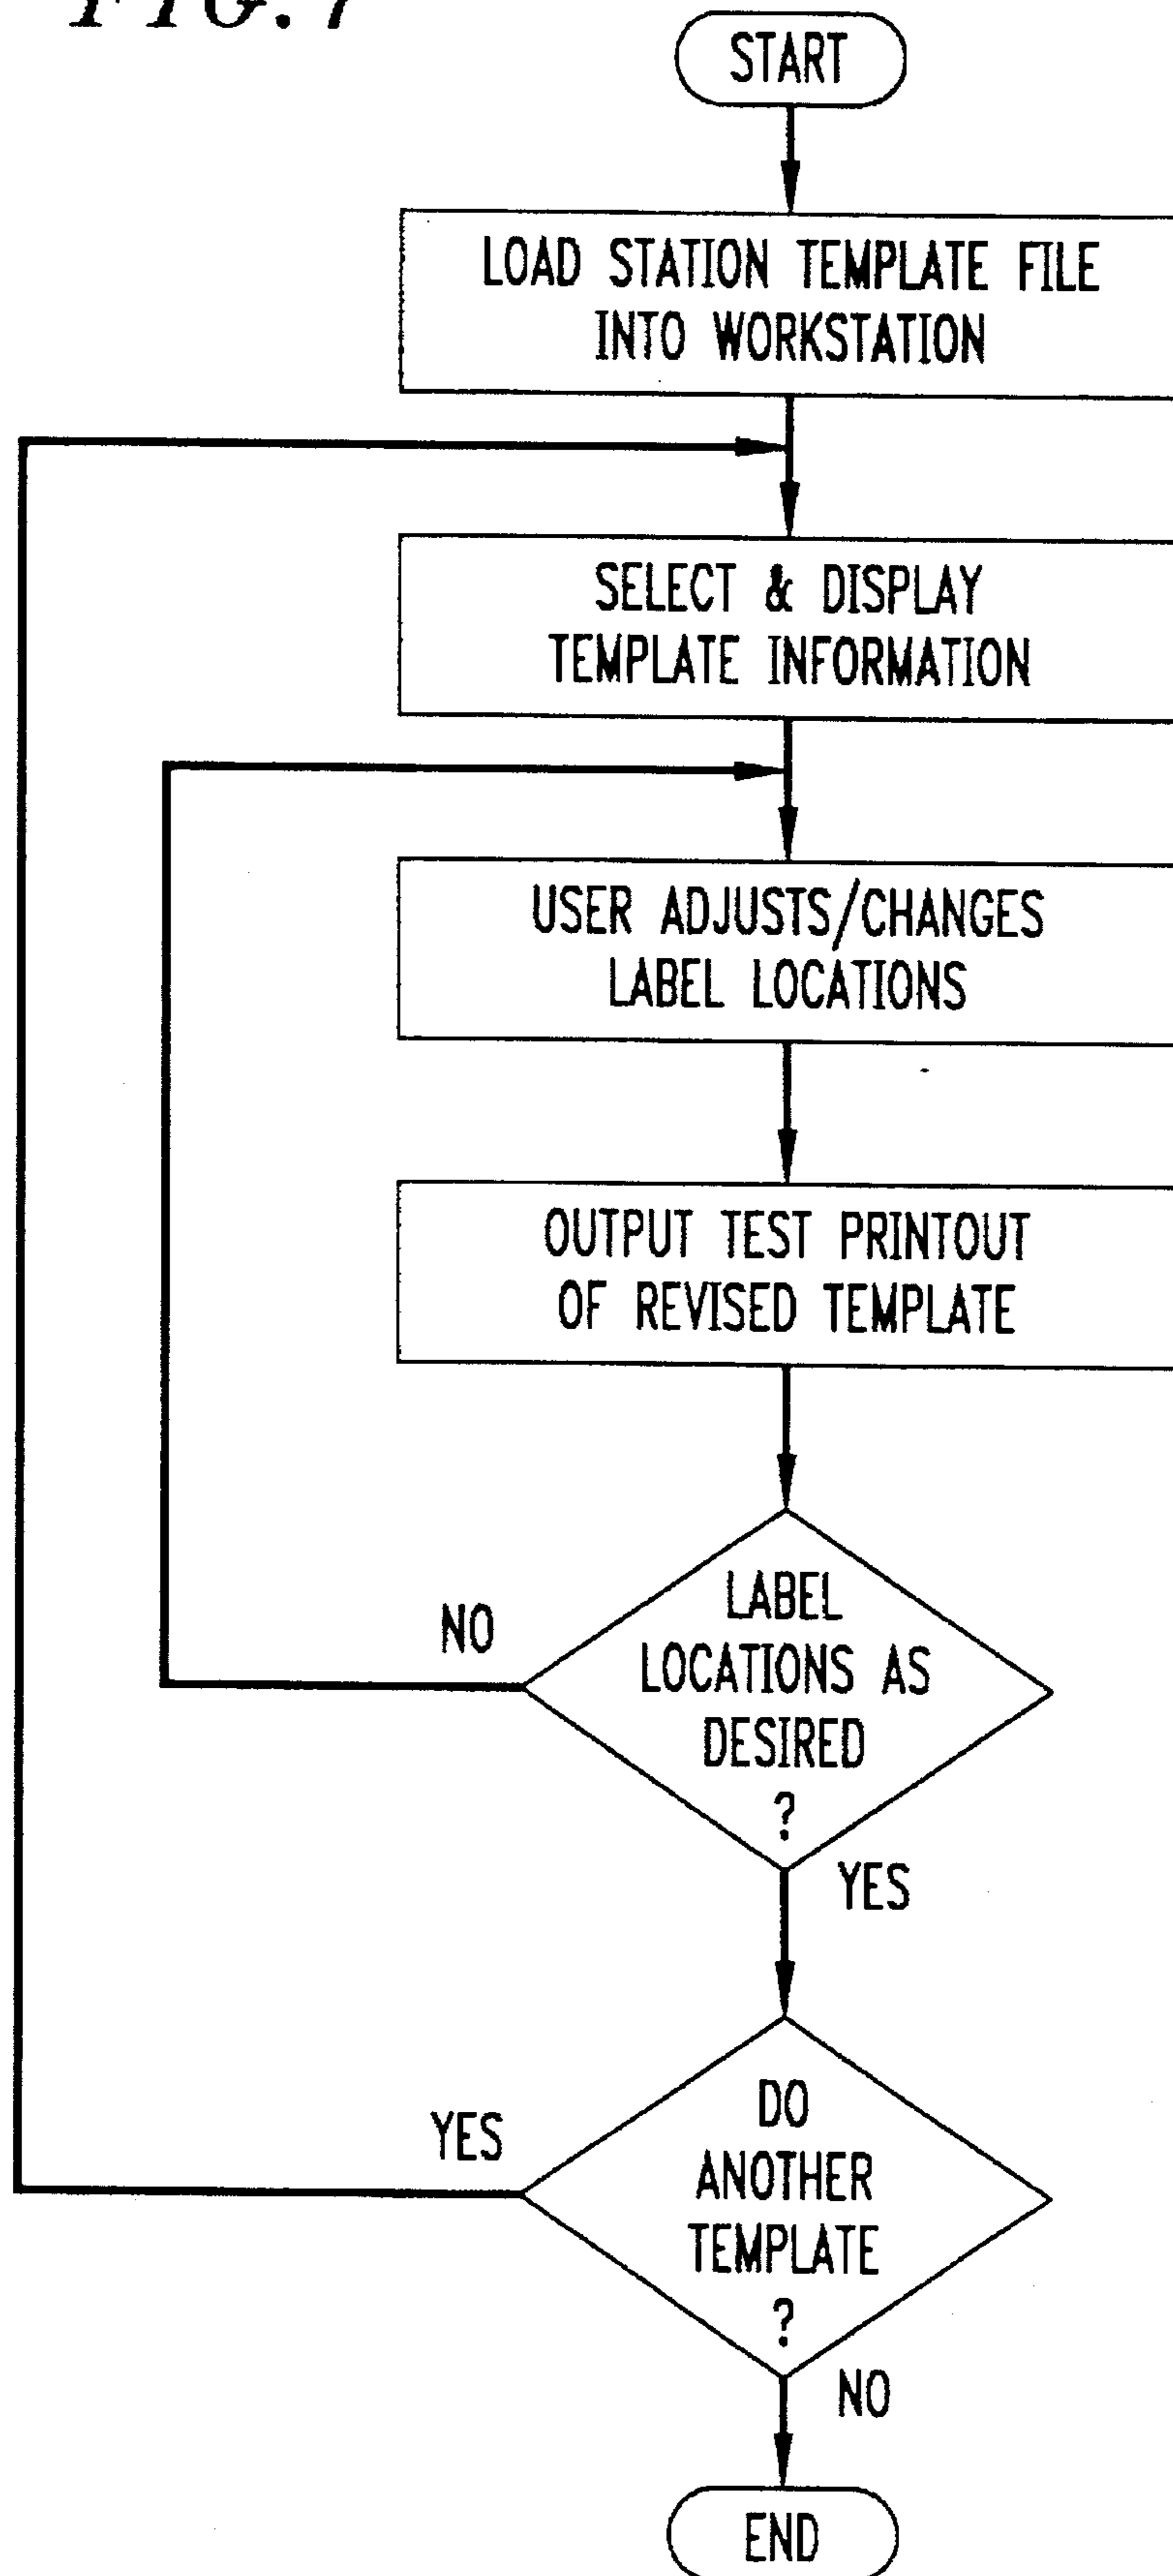 FIG. 7
START
LOAD STATION TEMPLATE FILE
INTO WORKSTATION
SELECT & DISPLAY
TEMPLATE INFORMATION
USER ADJUSTS/CHANGES
LABEL LOCATIONS
OUTPUT TEST PRINTOUT
OF REVISED TEMPLATE
LABEL
LOCATIONS AS
DESIRED
?
NO
YES
DO
ANOTHER
TEMPLATE
?
YES
NO
END